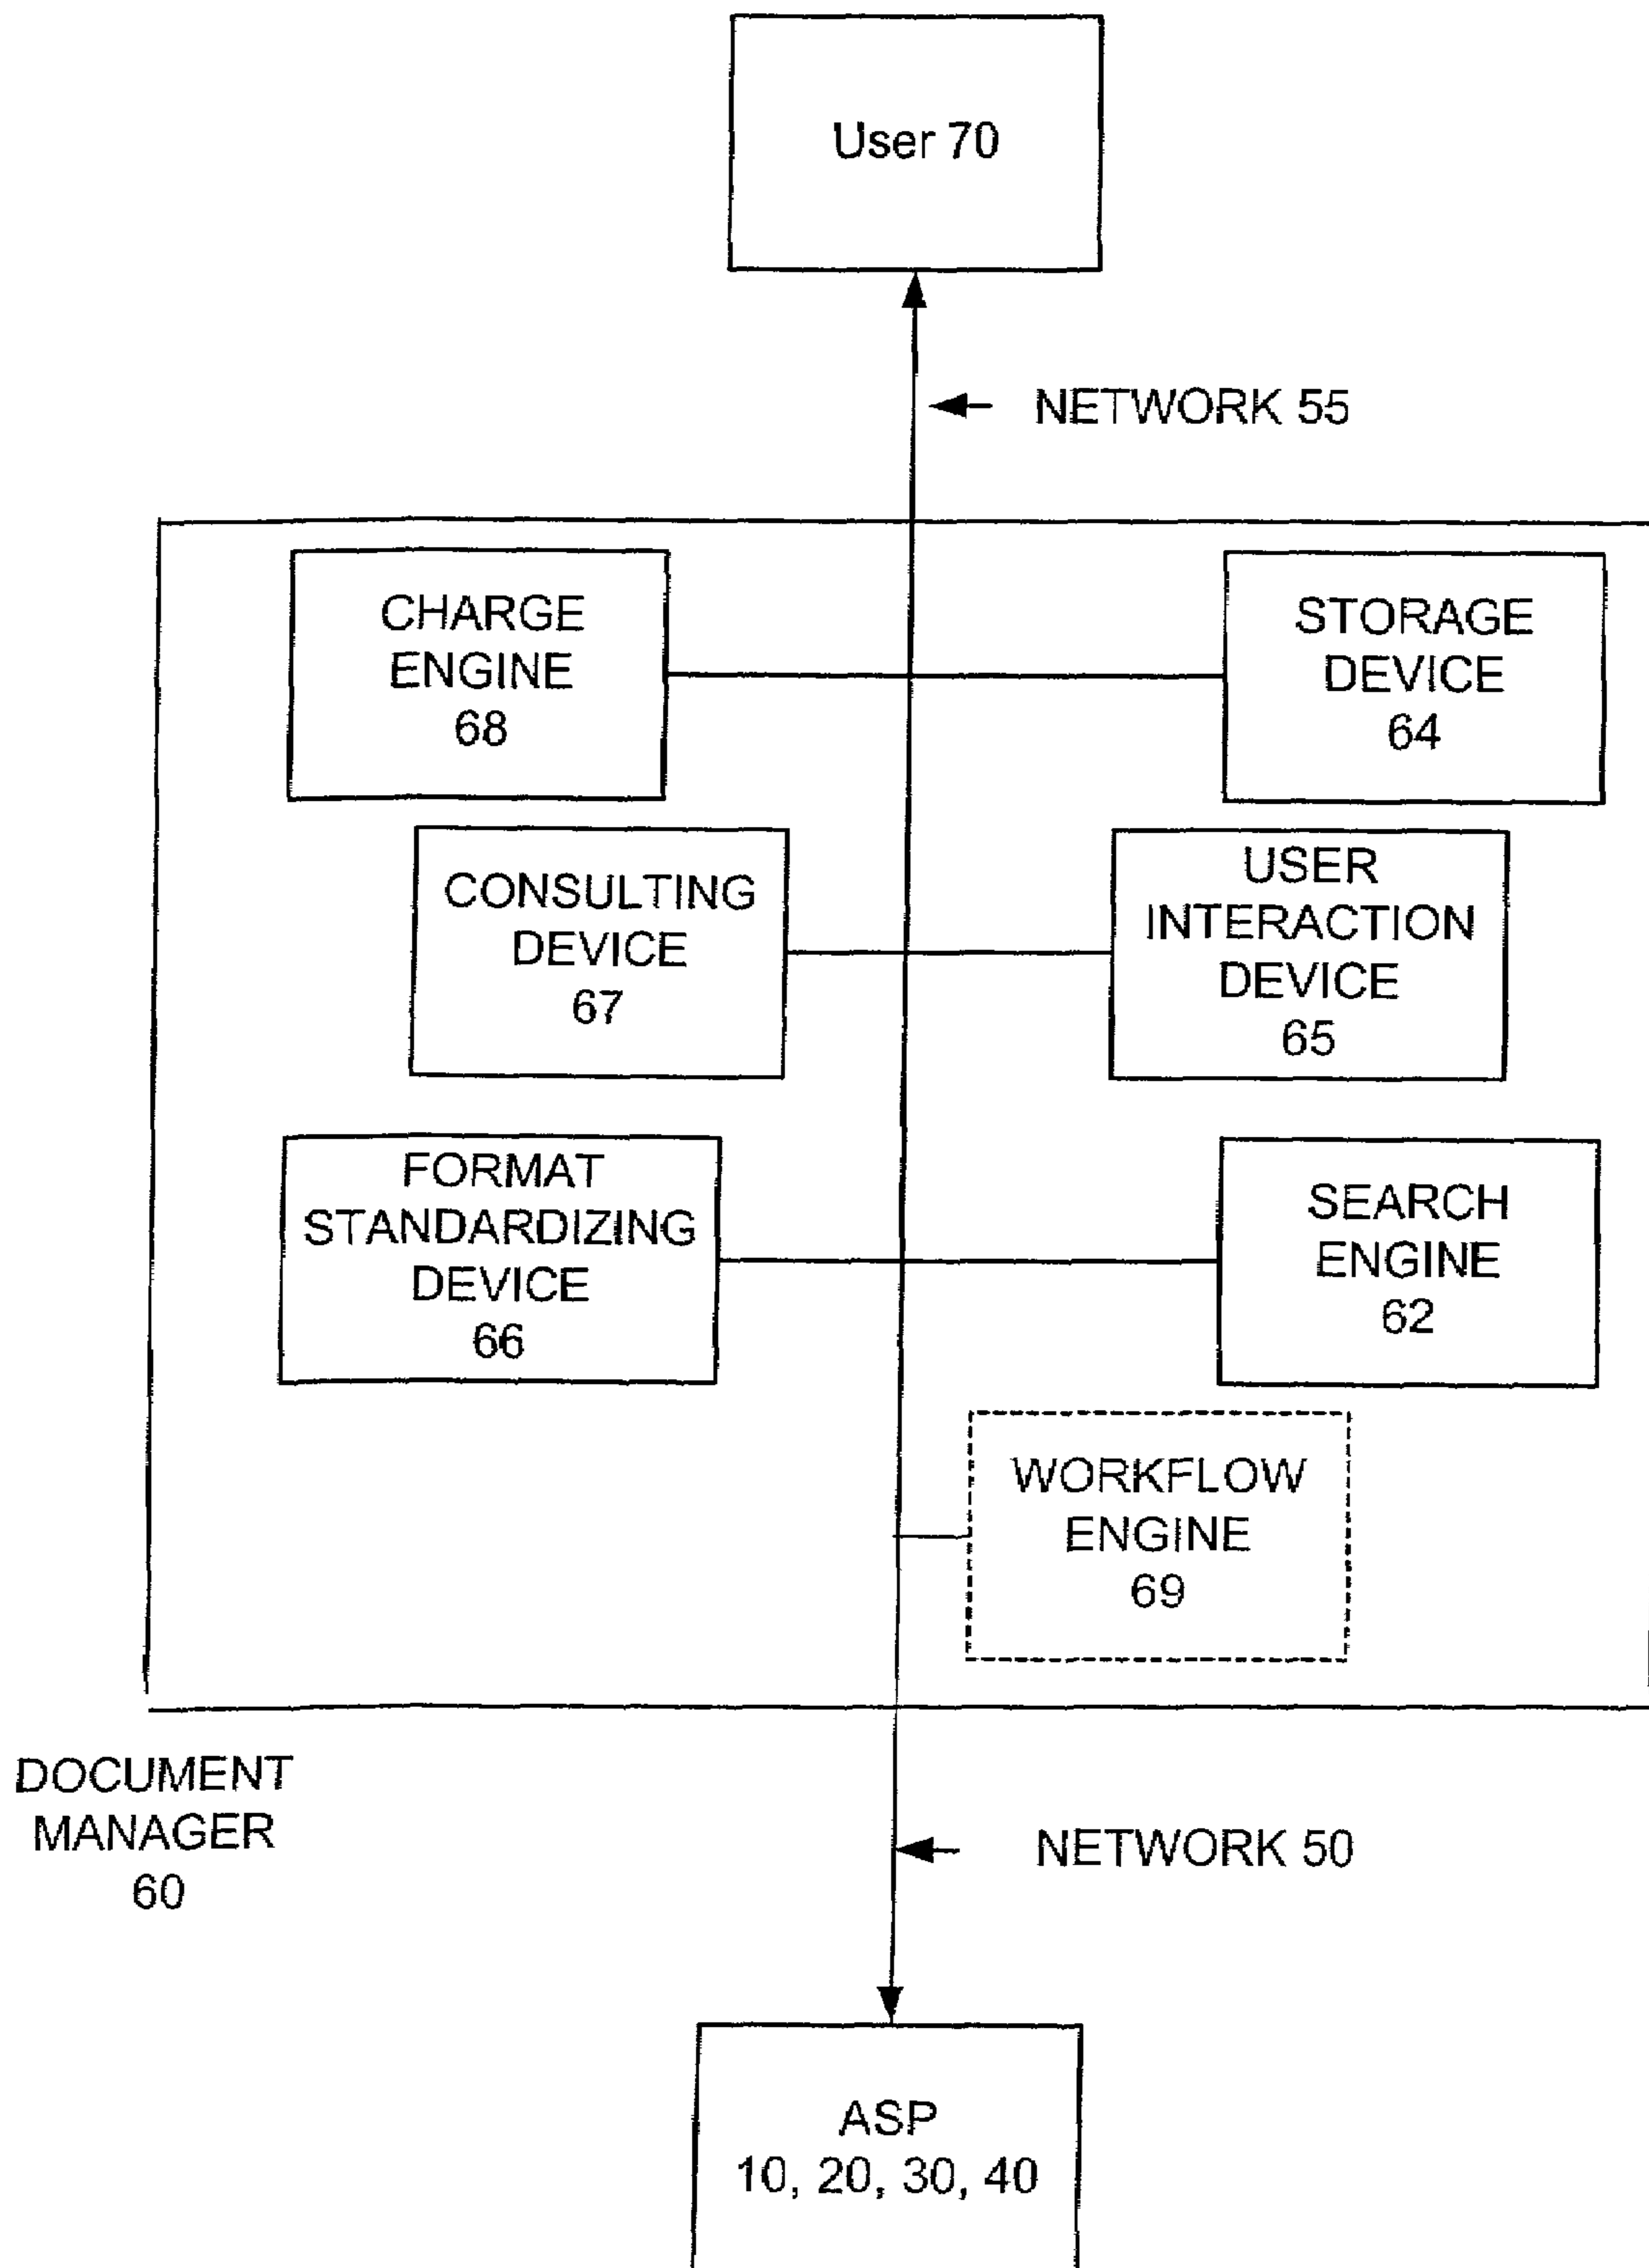 User 70
NETWORK 55
CHARGE
ENGINE
68
STORAGE
DEVICE
64
CONSULTING
DEVICE
67
USER
INTERACTION
DEVICE
65
FORMAT
STANDARDIZING
DEVICE
66
SEARCH
ENGINE
62
WORKFLOW
ENGINE
69
DOCUMENT
MANAGER
60
NETWORK 50
ASP
10, 20, 30, 40